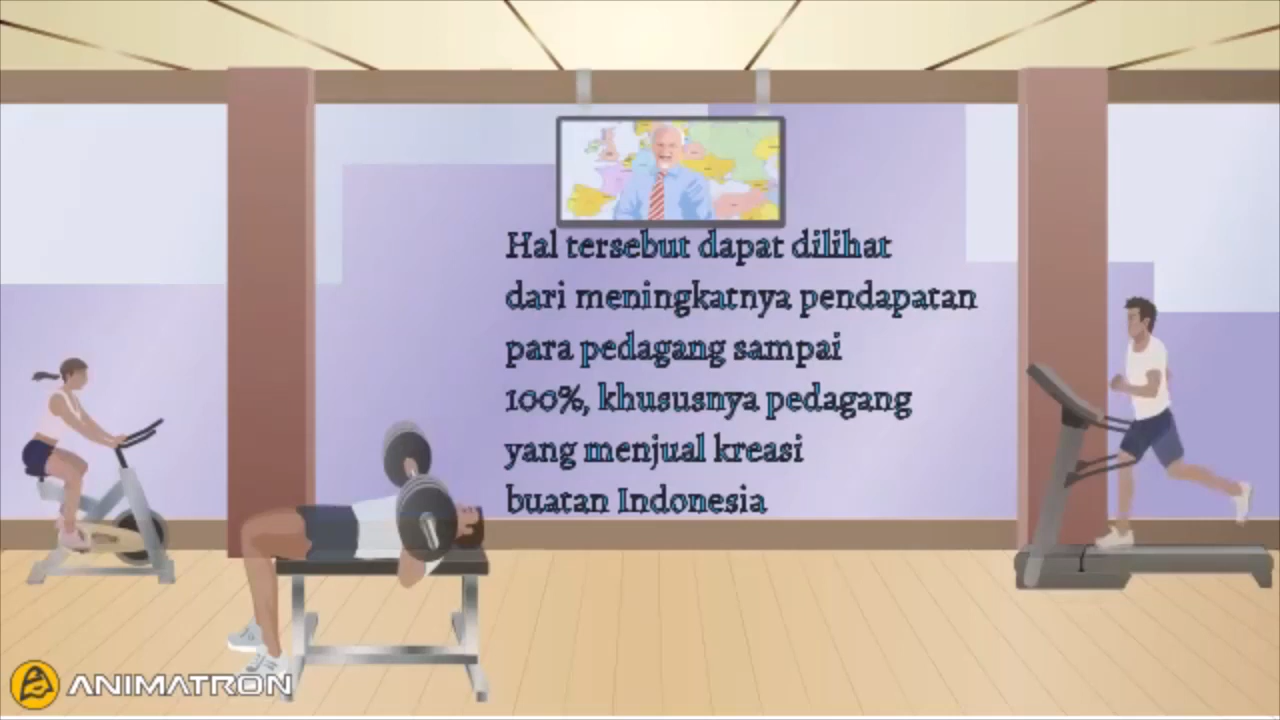 Hal tersebut dapat dilihat
dari meningkatnya pendapatan
para pedagang sampai
100%, khususnya pedagang
yang menjual kreasi
buatan Indonesia
ANIMATRON